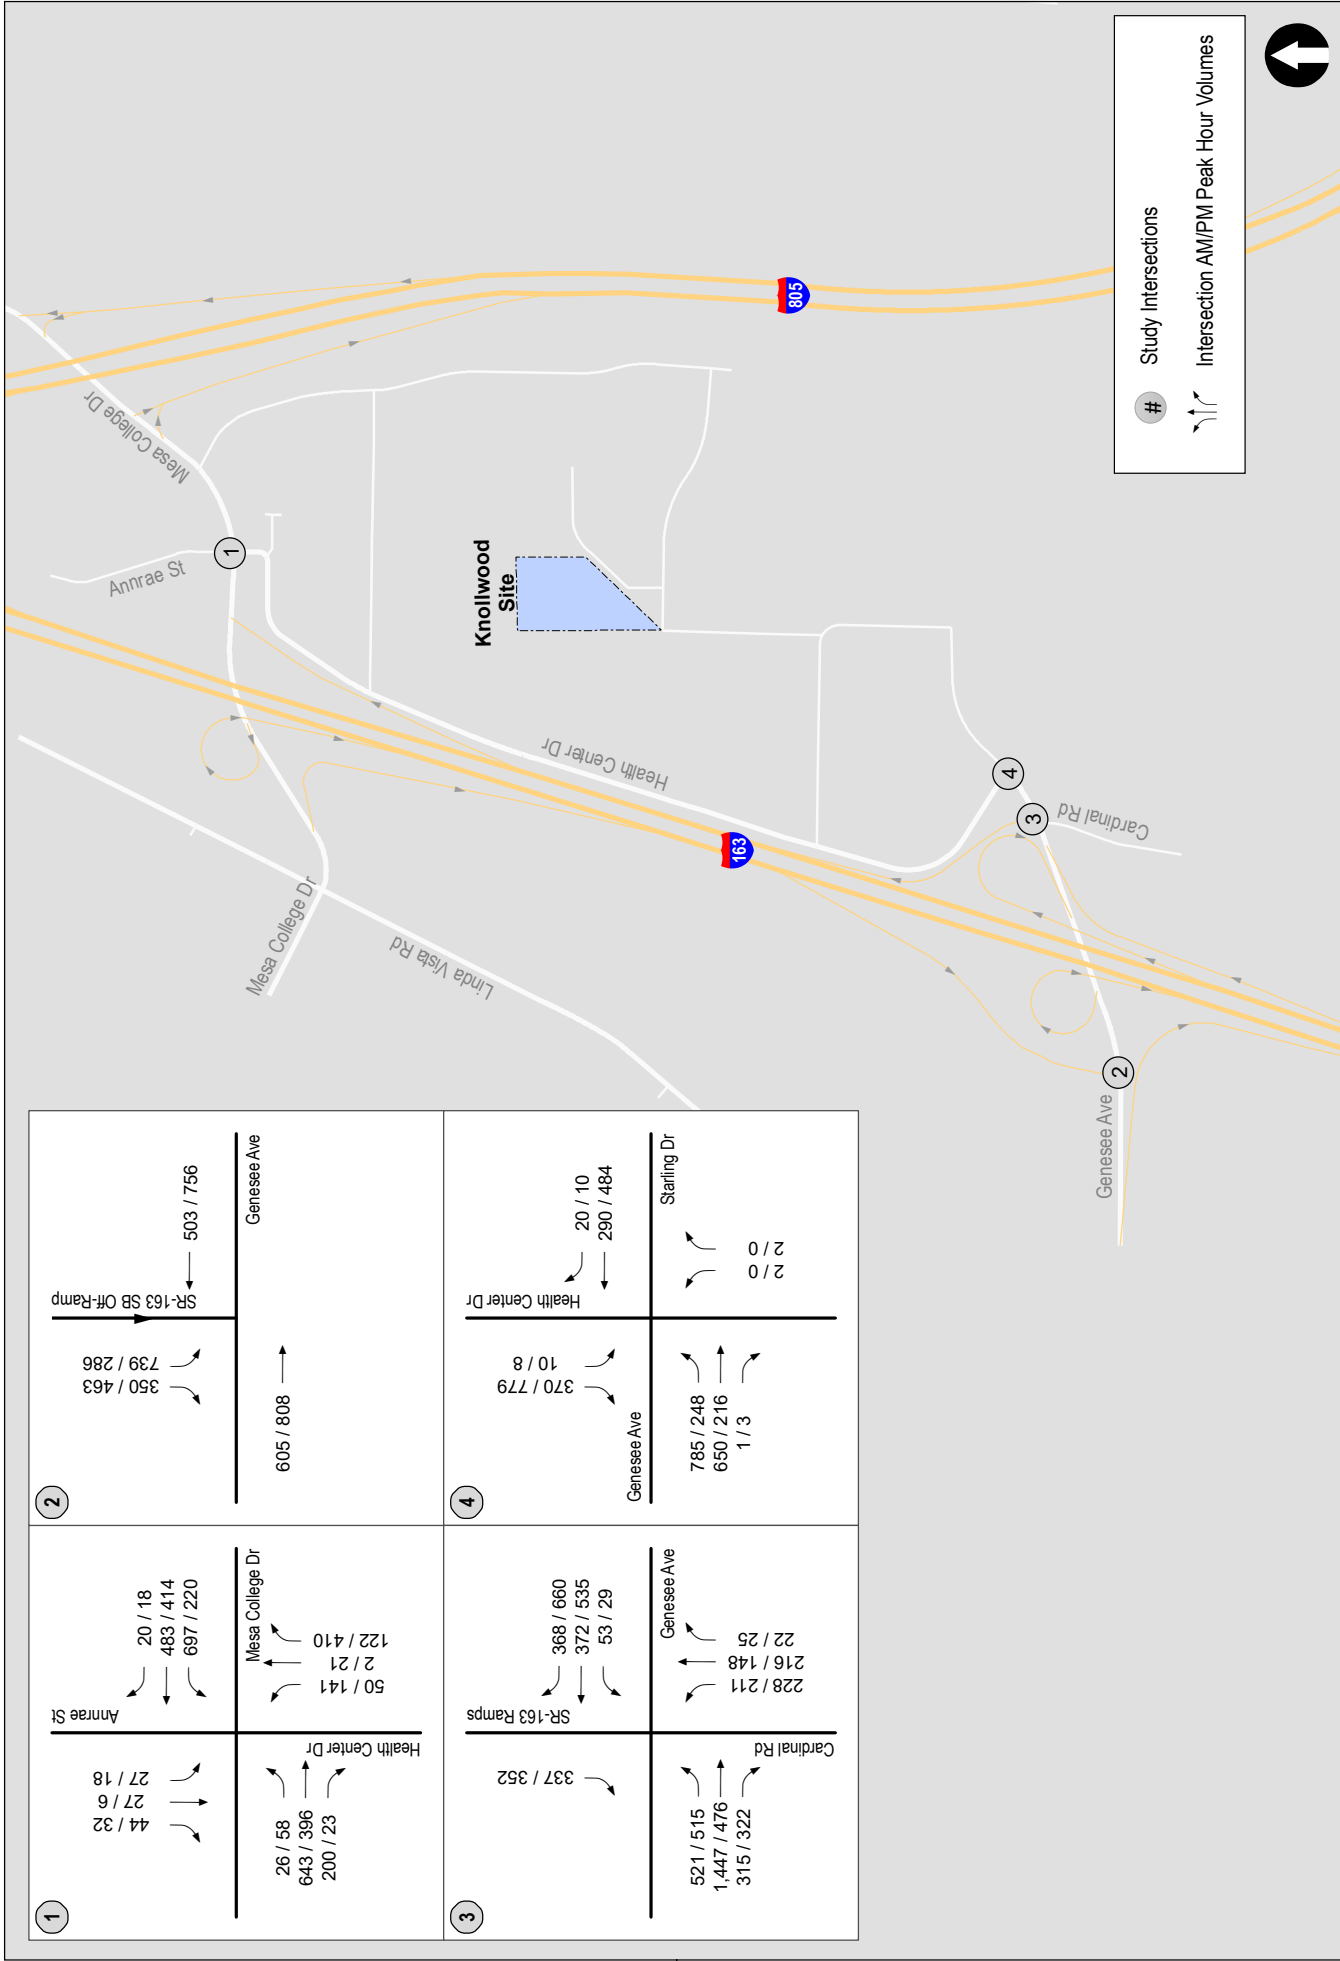 1
Annrae St
44 / 32
27 / 6
27 / 18
20 / 18
483 / 414
697 / 220
Mesa College Dr
26 / 58
643 / 396
200 / 23
Health Center Dr
50 / 141
2 / 21
122 / 410
2
SR-163 SB Off-Ramp
350 / 463
739 / 286
503 / 756
Genesee Ave
605 / 808
3
SR-163 Ramps
337 / 352
368 / 660
372 / 535
53 / 29
Genesee Ave
521 / 515
1,447 / 476
315 / 322
Cardinal Rd
228 / 211
216 / 148
22 / 25
4
Health Center Dr
370 / 779
10 / 8
20 / 10
290 / 484
Genesee Ave
Starling Dr
785 / 248
650 / 216
1 / 3
2 / 0
2 / 0
Mesa College Dr
Linda Vista Rd
Annrae St
Mesa College Dr
1
Knollwood
Site
Health Center Dr
163
805
Genesee Ave
2
3
4
Cardinal Rd
# Study Intersections
Intersection AM/PM Peak Hour Volumes